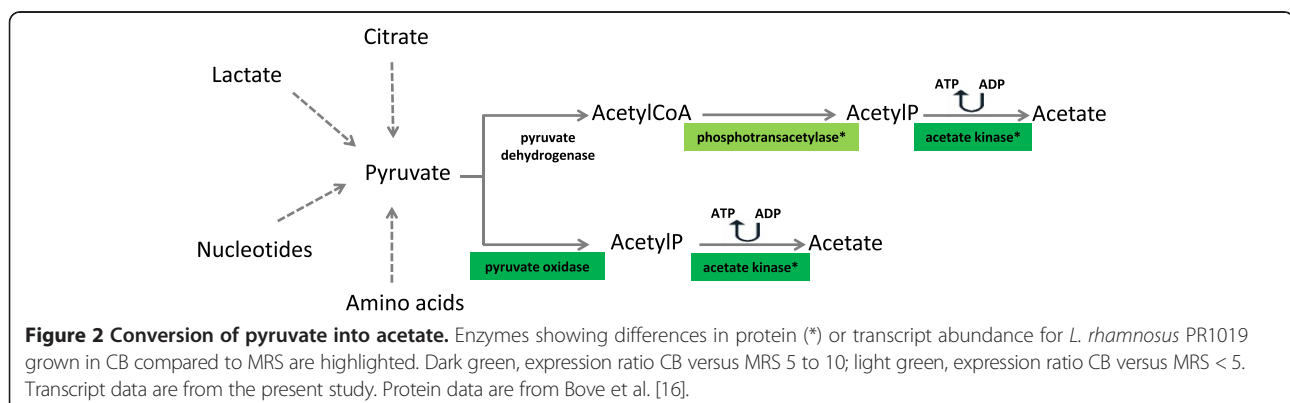 Citrate
Lactate
ATP ADP
AcetylCoA AcetylP Acetate
pyruvate dehydrogenase
phosphotransacetylase*
acetate kinase*
Pyruvate
ATP ADP
Nucleotides
AcetylP Acetate
pyruvate oxidase
acetate kinase*
Amino acids
Figure 2 Conversion of pyruvate into acetate. Enzymes showing differences in protein (*) or transcript abundance for L. rhamnosus PR1019
grown in CB compared to MRS are highlighted. Dark green, expression ratio CB versus MRS 5 to 10; light green, expression ratio CB versus MRS < 5.
Transcript data are from the present study. Protein data are from Bove et al. [16].